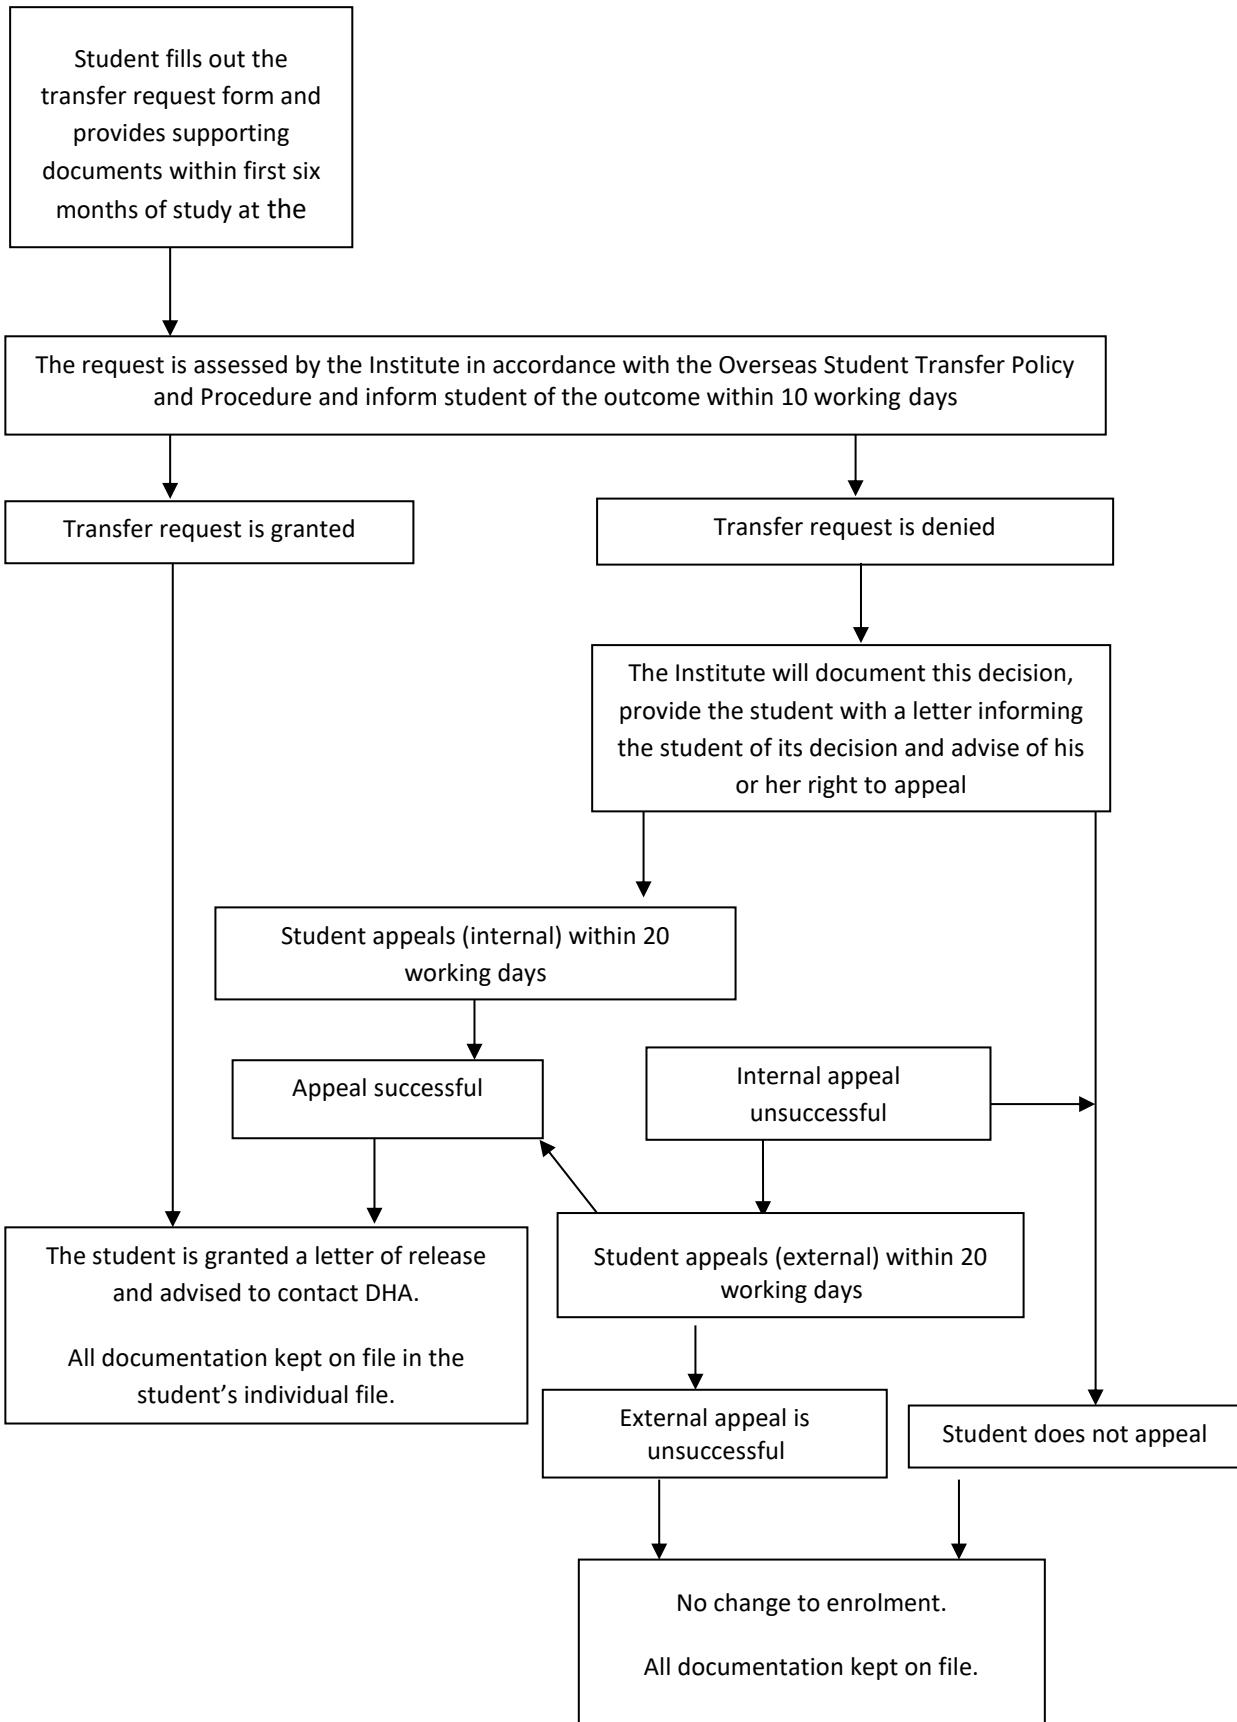 Student fills out the
transfer request form and
provides supporting
documents within first six
months of study at the
The request is assessed by the Institute in accordance with the Overseas Student Transfer Policy
and Procedure and inform student of the outcome within 10 working days
Transfer request is granted
Transfer request is denied
The Institute will document this decision,
provide the student with a letter informing
the student of its decision and advise of his
or her right to appeal
Student appeals (internal) within 20
working days
Appeal successful
Internal appeal
unsuccessful
The student is granted a letter of release
and advised to contact DHA.
All documentation kept on file in the
student’s individual file.
Student appeals (external) within 20
working days
External appeal is
unsuccessful
Student does not appeal
No change to enrolment.
All documentation kept on file.